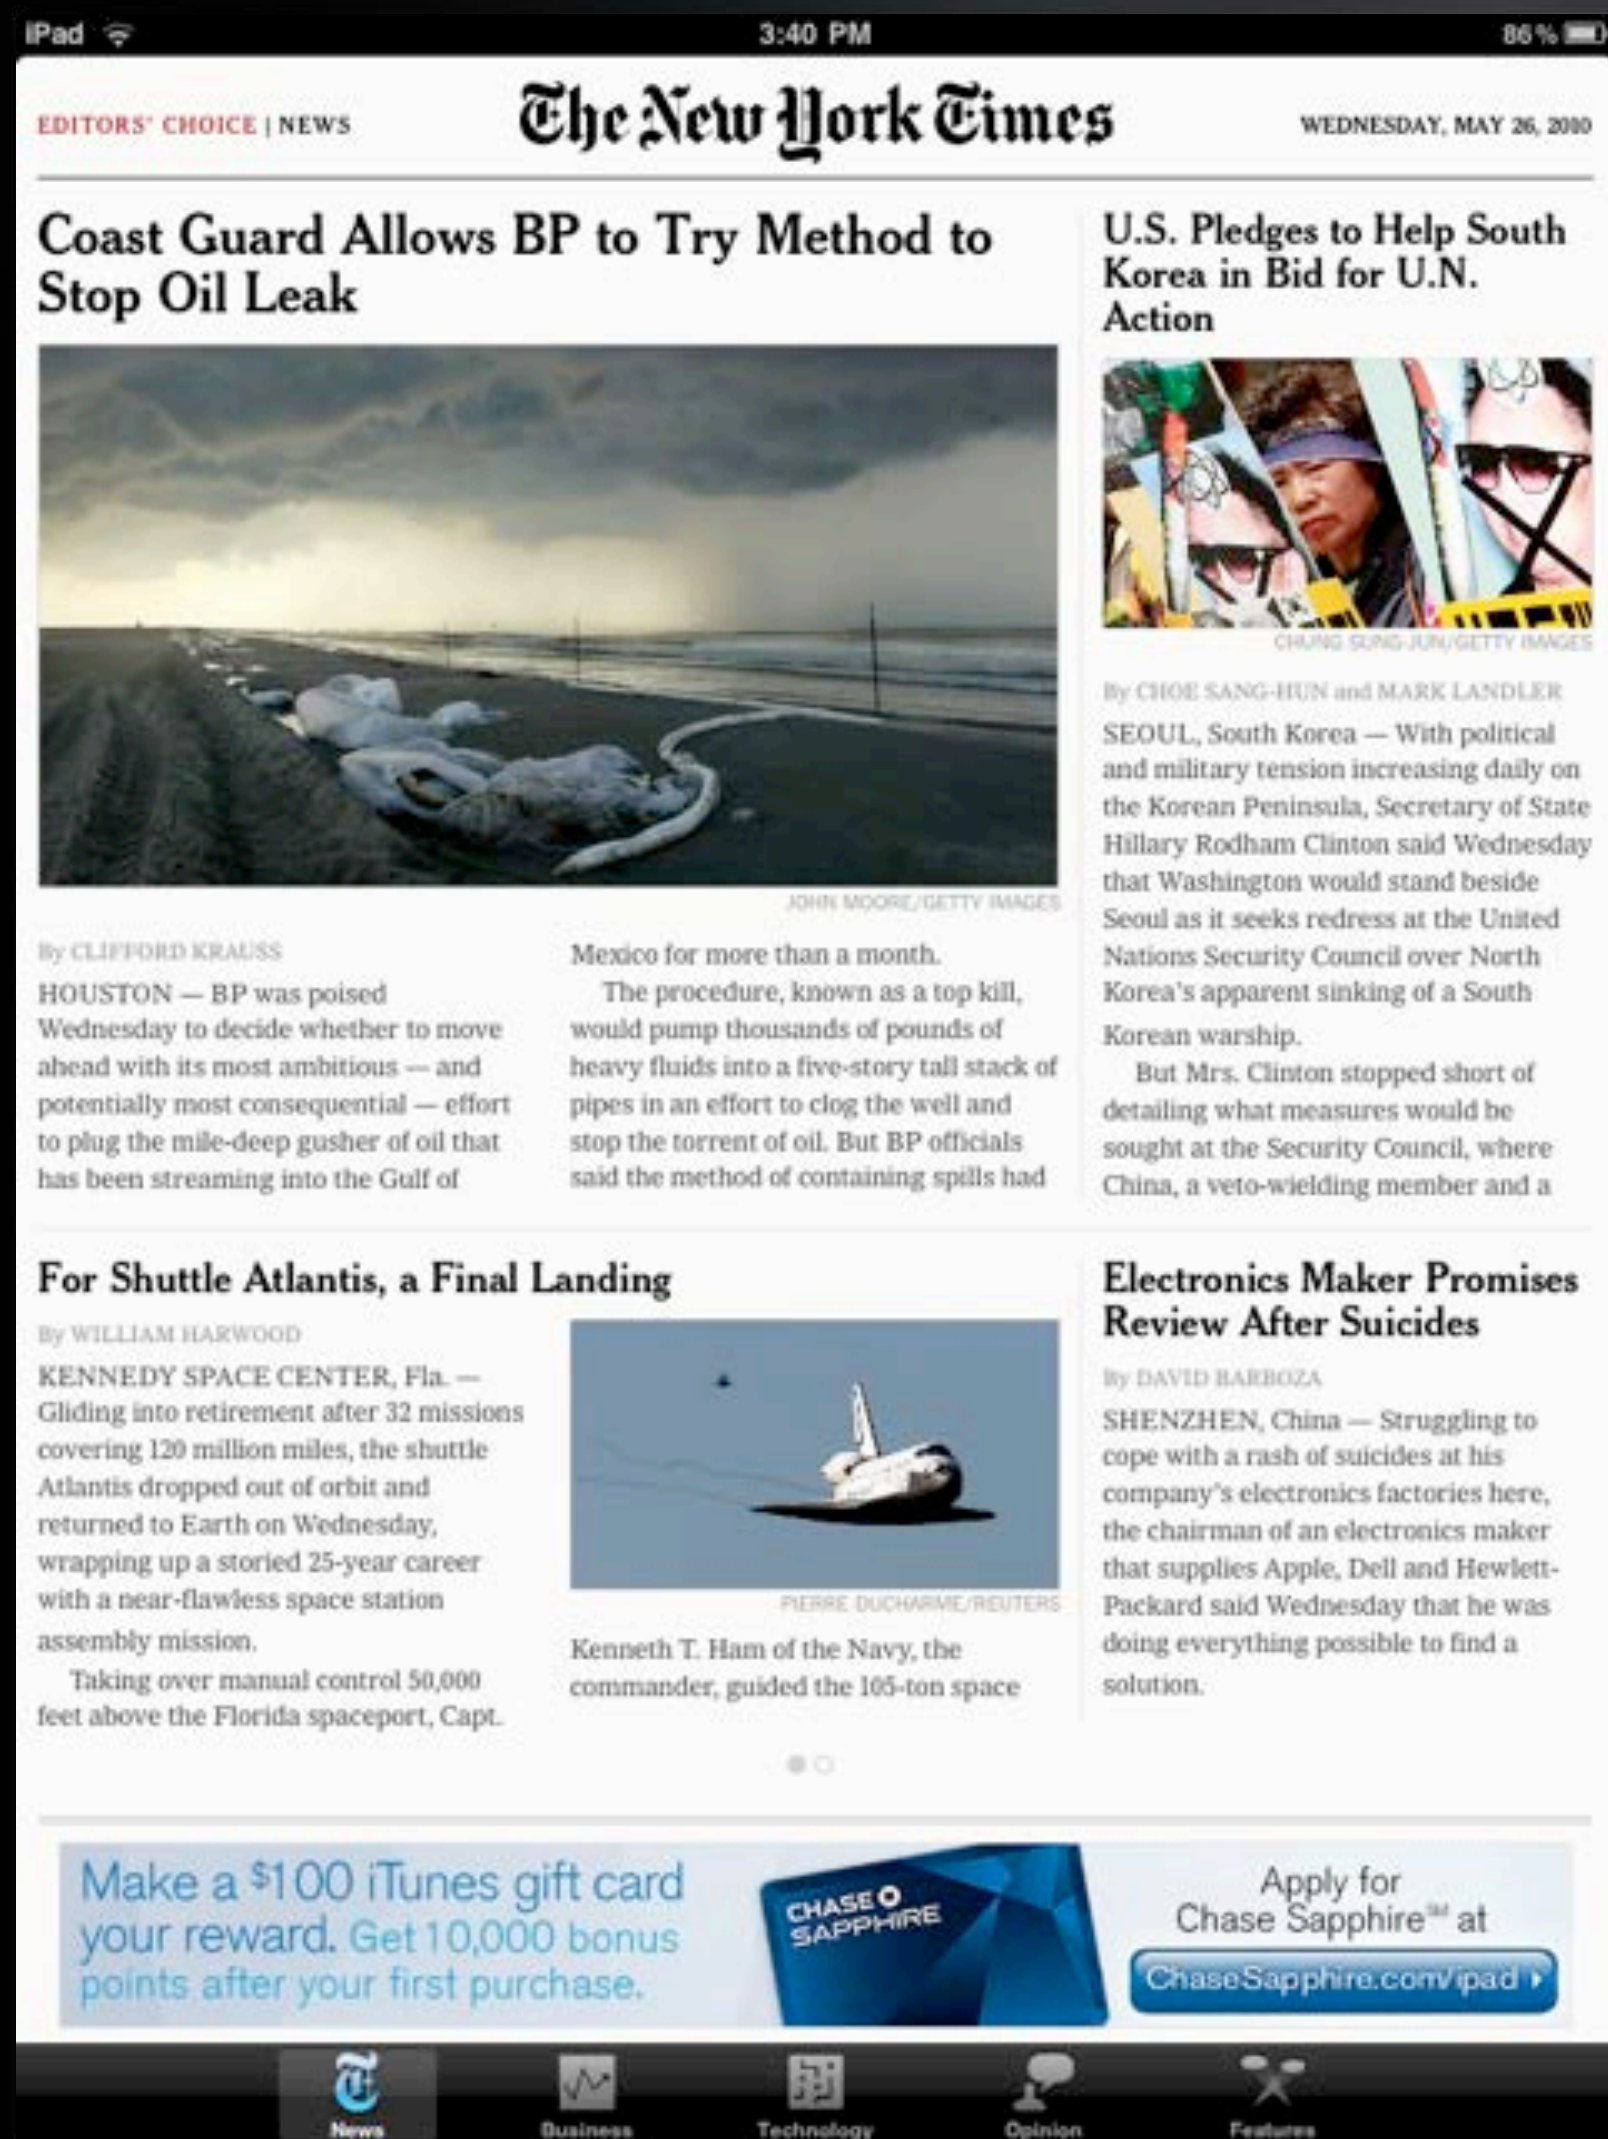 iPad
3:40 PM
86%
EDITORS' CHOICE | NEWS
The New York Times
WEDNESDAY, MAY 26, 2010
Coast Guard Allows BP to Try Method to
Stop Oil Leak
JOHN MOORE/GETTY IMAGES
By CLIFFORD KRAUSS
HOUSTON — BP was poised
Wednesday to decide whether to move
ahead with its most ambitious — and
potentially most consequential — effort
to plug the mile-deep gusher of oil that
has been streaming into the Gulf of
Mexico for more than a month.
The procedure, known as a top kill,
would pump thousands of pounds of
heavy fluids into a five-story tall stack of
pipes in an effort to clog the well and
stop the torrent of oil. But BP officials
said the method of containing spills had
U.S. Pledges to Help South
Korea in Bid for U.N.
Action
CHUNG SUNG-JUN/GETTY IMAGES
By CHOE SANG-HUN and MARK LANDLER
SEOUL, South Korea — With political
and military tension increasing daily on
the Korean Peninsula, Secretary of State
Hillary Rodham Clinton said Wednesday
that Washington would stand beside
Seoul as it seeks redress at the United
Nations Security Council over North
Korea's apparent sinking of a South
Korean warship.
But Mrs. Clinton stopped short of
detailing what measures would be
sought at the Security Council, where
China, a veto-wielding member and a
For Shuttle Atlantis, a Final Landing
By WILLIAM HARWOOD
KENNEDY SPACE CENTER, Fla. —
Gliding into retirement after 32 missions
covering 120 million miles, the shuttle
Atlantis dropped out of orbit and
returned to Earth on Wednesday,
wrapping up a storied 25-year career
with a near-flawless space station
assembly mission.
Taking over manual control 50,000
feet above the Florida spaceport, Capt.
PIERRE DUCHARME/REUTERS
Kenneth T. Ham of the Navy, the
commander, guided the 105-ton space
Electronics Maker Promises
Review After Suicides
By DAVID BARBOZA
SHENZHEN, China — Struggling to
cope with a rash of suicides at his
company's electronics factories here,
the chairman of an electronics maker
that supplies Apple, Dell and Hewlett-
Packard said Wednesday that he was
doing everything possible to find a
solution.
Make a $100 iTunes gift card
your reward. Get 10,000 bonus
points after your first purchase.
CHASE
SAPPHIRE
Apply for
Chase Sapphire℠ at
ChaseSapphire.com/ipad
News
Business
Technology
Opinion
Features